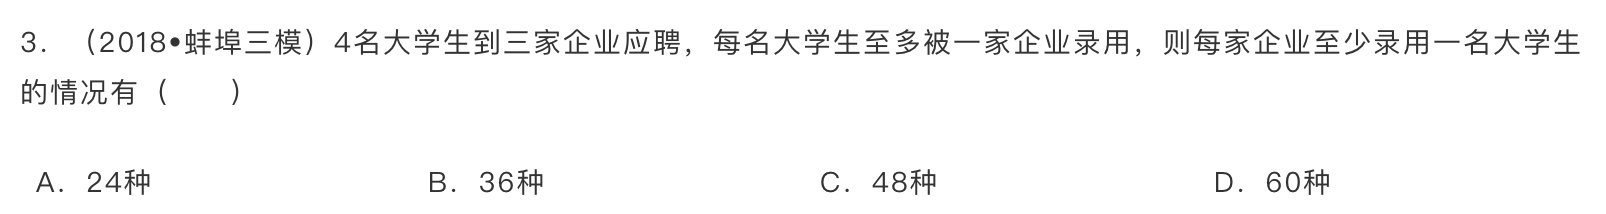 3. （2018•蚌埠三模）4名大学生到三家企业应聘，每名大学生至多被一家企业录用，则每家企业至少录用一名大学生
的情况有（　　）
A. 24种　B. 36种　C. 48种　D. 60种